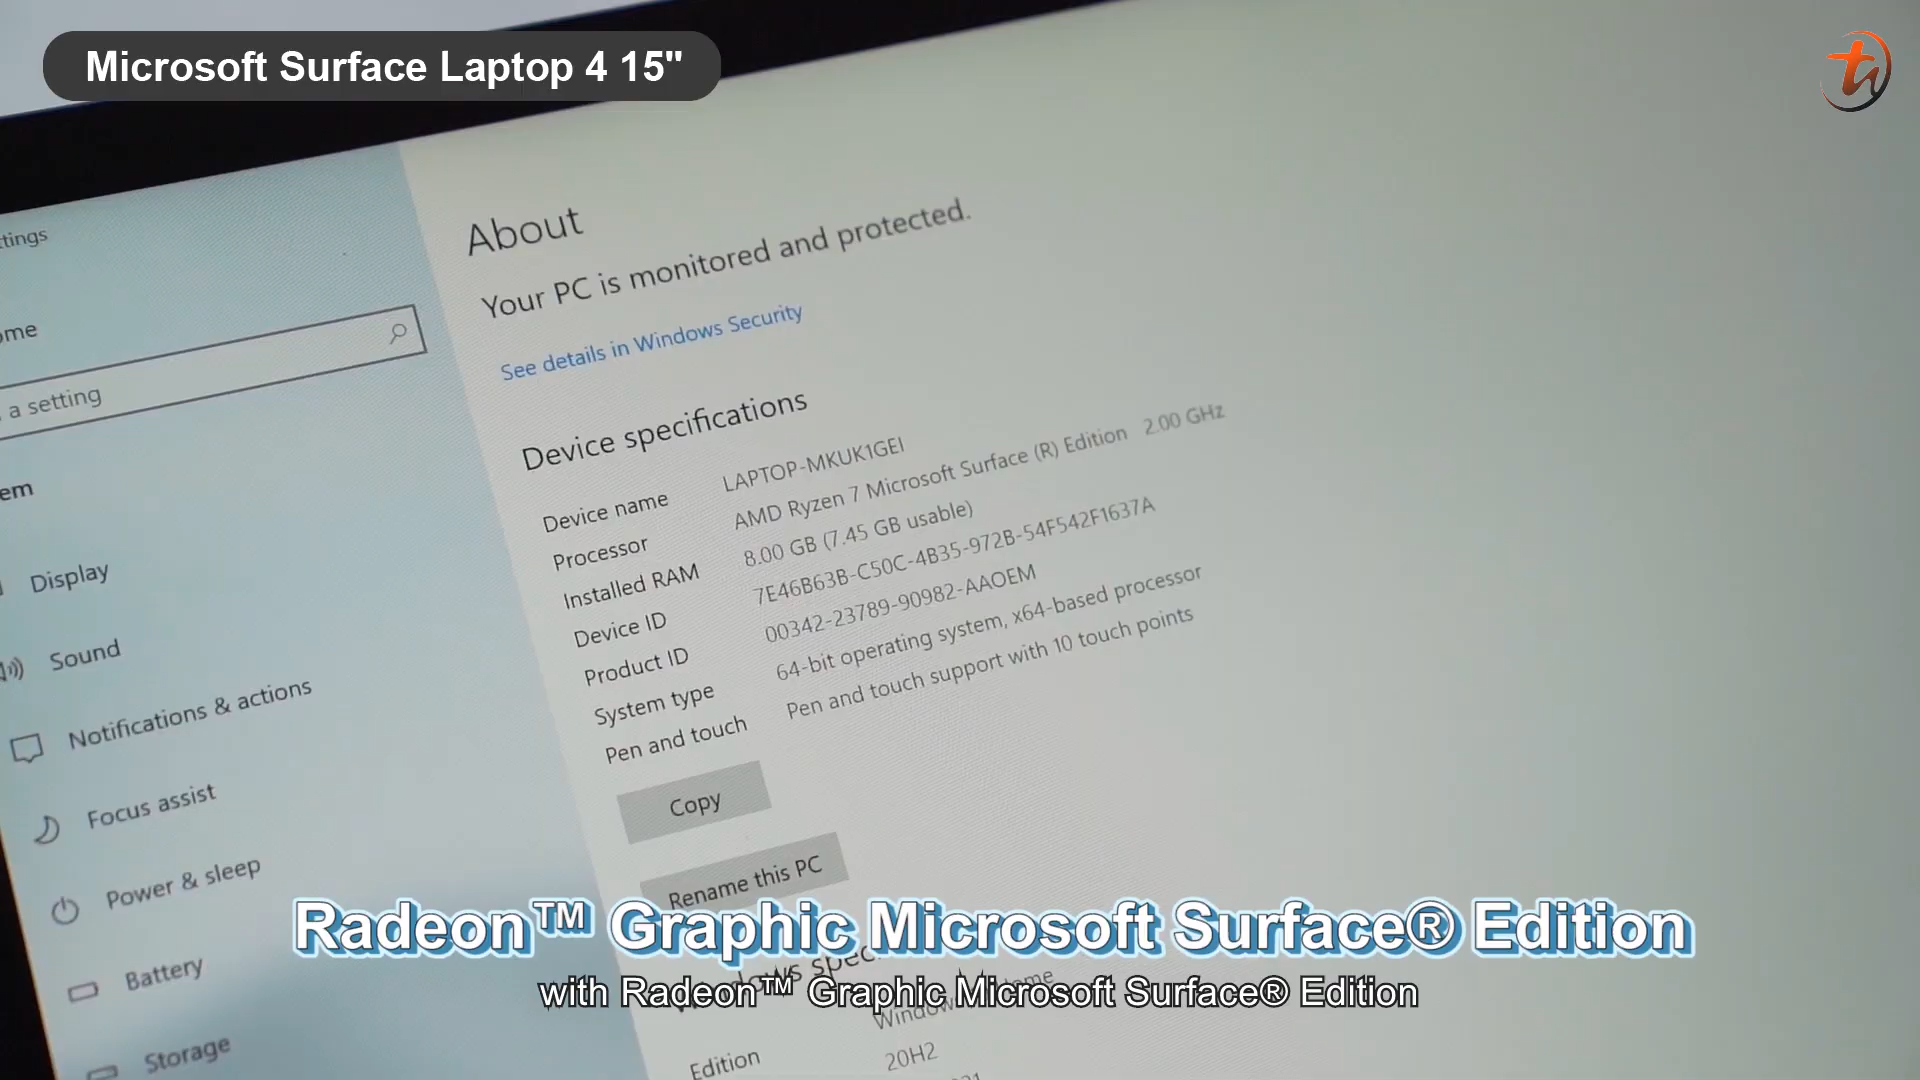 Microsoft Surface Laptop 4 15"
ttings
About
Your PC is monitored and protected.
ome
See details in Windows Security
a setting
Device specifications
em
Device name LAPTOP-MKUK1GEI
Processor AMD Ryzen 7 Microsoft Surface (R) Edition 2.00 GHz
Installed RAM 8.00 GB (7.45 GB usable)
Device ID 7E46B63B-C50C-4B35-972B-54F542F1637A
Product ID 00342-23789-90982-AAOEM
System type 64-bit operating system, x64-based processor
Pen and touch Pen and touch support with 10 touch points
Display
Sound
Notifications & actions
Focus assist
Power & sleep
Battery
Storage
Copy
Rename this PC
Radeon™ Graphic Microsoft Surface® Edition
with Radeon™ Graphic Microsoft Surface® Edition
Edition
20H2